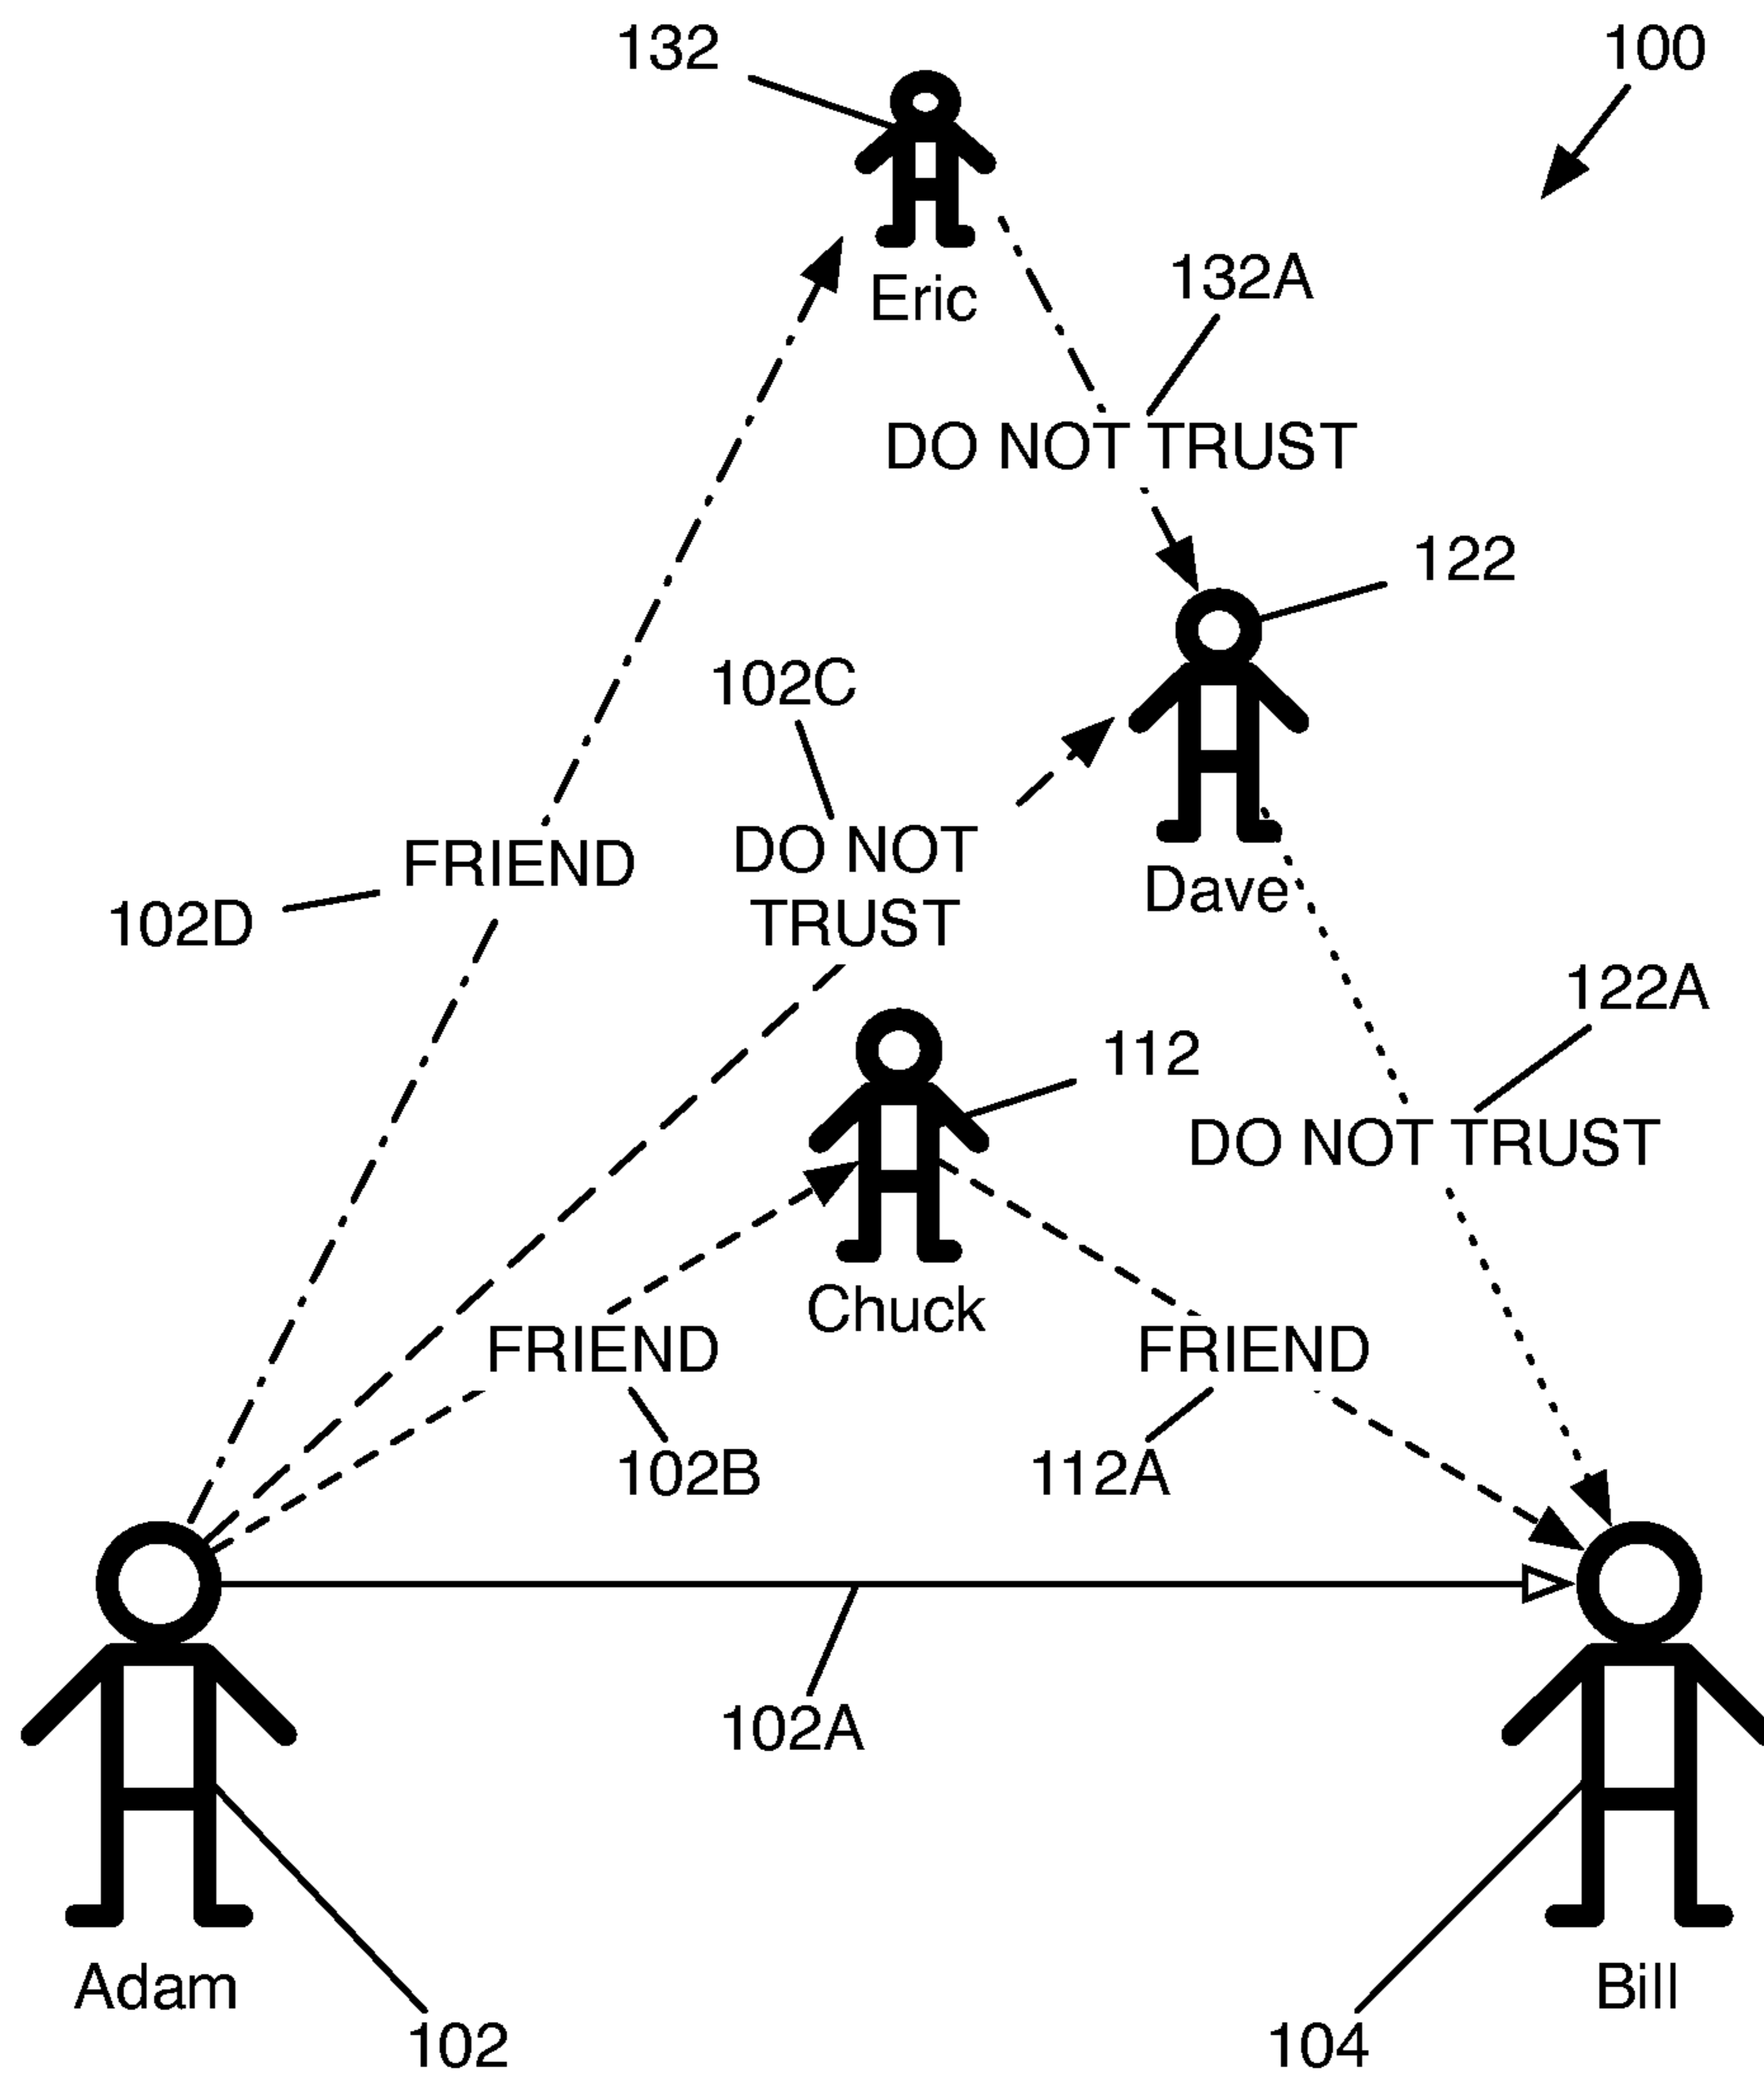 132
100
Eric
132A
DO NOT TRUST
122
102C
DO NOT
TRUST
FRIEND
102D
Dave
122A
112
DO NOT TRUST
Chuck
FRIEND
FRIEND
102B
112A
102A
Adam
Bill
102
104